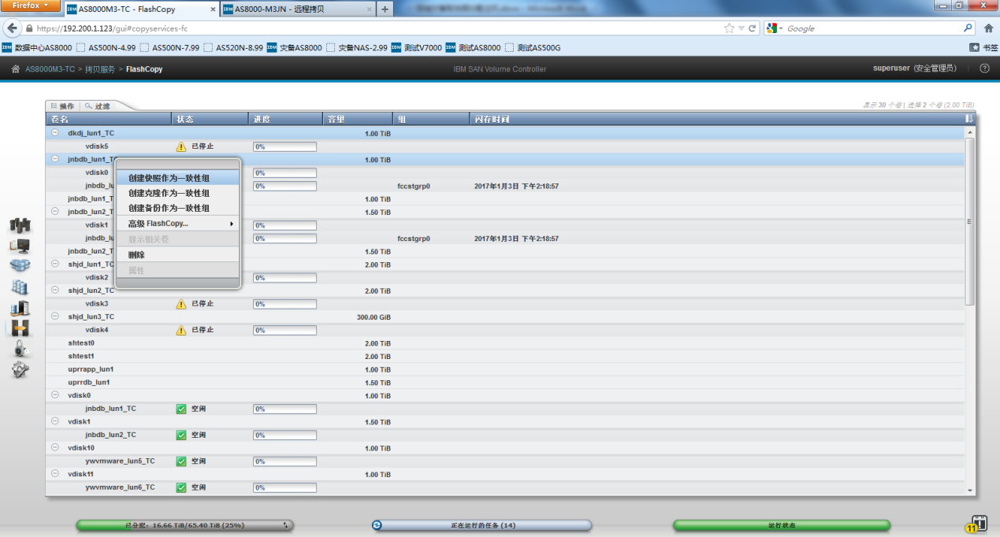 Firefox
AS8000M3-TC - FlashCopy ×
AS8000-M3JN - 远程拷贝 ×
https://192.200.1.123/gui#copyservices-fc
Google
数据中心AS8000 AS500N-4.99 AS500N-7.99 AS520N-8.99 灾备AS8000 灾备NAS-2.99 测试V7000 测试AS8000 测试AS500G 书签
AS8000M3-TC > 拷贝服务 > FlashCopy
IBM SAN Volume Controller
superuser (安全管理员)
操作 过滤
显示 30 个卷 | 选择 2 个卷 (2.00 TiB)
卷名 状态 进度 容量 组 闪存时间
dkdj_lun1_TC 1.00 TiB
vdisk5 已停止 0%
jnbdb_lun1_TC 1.00 TiB
vdisk0 0%
jnbdb_lu 0% fccstgrp0 2017年1月3日 下午2:18:57
jnbdb_lun1_T 1.00 TiB
jnbdb_lun2_T 1.50 TiB
vdisk1 0%
jnbdb_lu 0% fccstgrp0 2017年1月3日 下午2:18:57
jnbdb_lun2_T 1.50 TiB
shjd_lun1_TC 2.00 TiB
vdisk2 0%
shjd_lun2_TC 2.00 TiB
vdisk3 已停止 0%
shjd_lun3_TC 300.00 GiB
vdisk4 已停止 0%
shtest0 2.00 TiB
shtest1 2.00 TiB
uprrapp_lun1 1.00 TiB
uprrdb_lun1 1.50 TiB
vdisk0 1.00 TiB
jnbdb_lun1_TC 空闲 0%
vdisk1 1.50 TiB
jnbdb_lun2_TC 空闲 0%
vdisk10 1.00 TiB
ywvmware_lun5_TC 空闲 0%
vdisk11 1.00 TiB
ywvmware_lun6_TC 空闲 0%
创建快照作为一致性组
创建克隆作为一致性组
创建备份作为一致性组
高级 FlashCopy...
显示相关卷
删除
属性
已分配: 16.66 TiB/65.40 TiB (25%)
正在运行的任务 (14)
运行状态
11